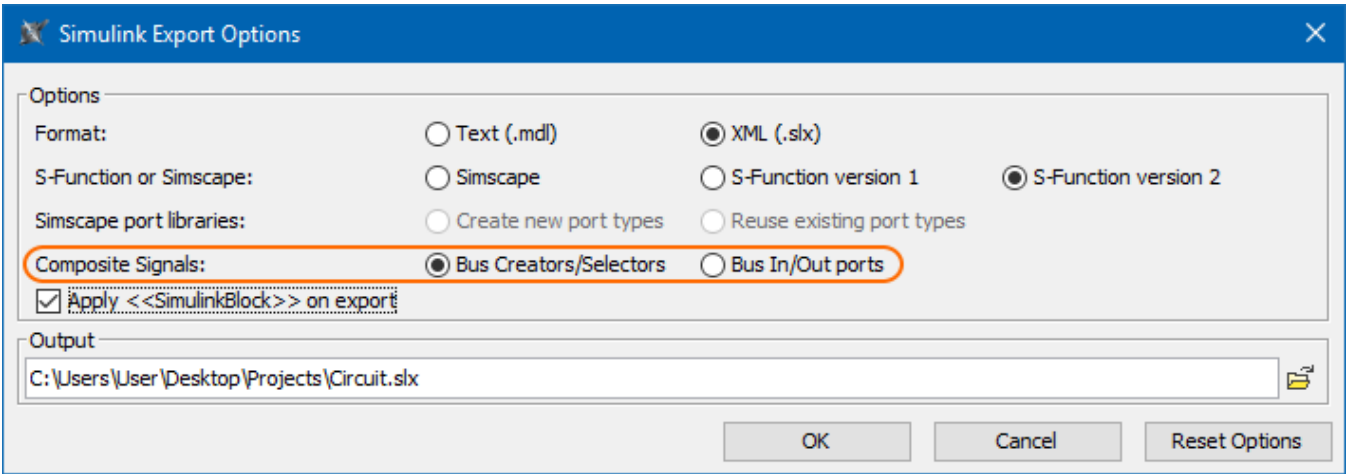 Simulink Export Options
Options
Format: Text (.mdl) XML (.slx)
S-Function or Simscape: Simscape S-Function version 1 S-Function version 2
Simscape port libraries: Create new port types Reuse existing port types
Composite Signals: Bus Creators/Selectors Bus In/Out ports
Apply <<SimulinkBlock>> on export
Output
C:\Users\User\Desktop\Projects\Circuit.slx
OK Cancel Reset Options